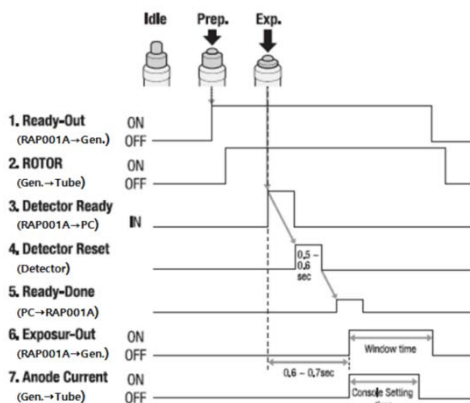 Idle Prep. Exp.
1. Ready-Out ON
(RAP001A→Gen.) OFF
2. ROTOR ON
(Gen.→Tube) OFF
3. Detector Ready
(RAP001A→PC) IN
4. Detector Reset
(Detector)
0.5 ~
0.6
sec
5. Ready-Done
(PC→RAP001A)
6. Exposur-Out ON
(RAP001A→Gen.) OFF
Window time
0.6 - 0.7sec
7. Anode Current ON
(Gen.→Tube) OFF
Console Setting